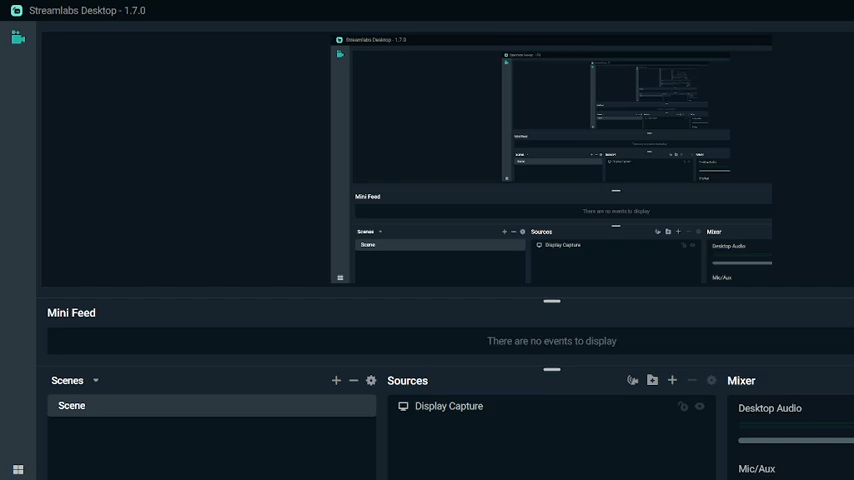 Streamlabs Desktop - 1.7.0
Streamlabs Desktop - 1.7.0
Mini Feed
There are no events to display
Scenes
Sources
Mixer
Scene
Display Capture
Desktop Audio
Mic/Aux
Mini Feed
There are no events to display
Scenes
Sources
Mixer
Scene
Display Capture
Desktop Audio
Mic/Aux